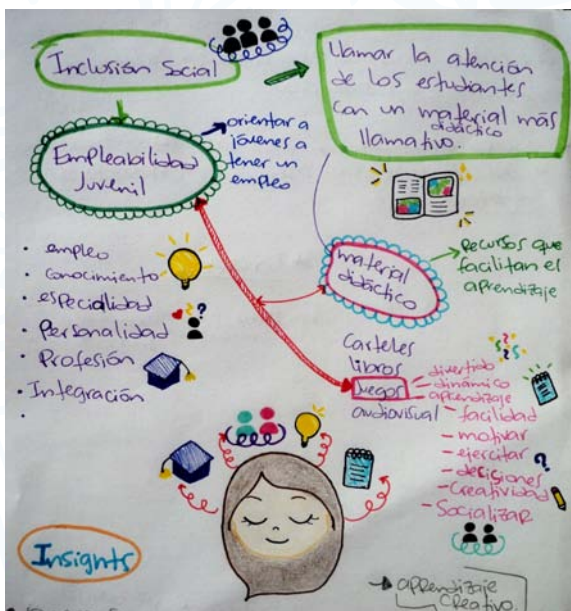 Inclusión Social
Llamar la atención
de los estudiantes
con un material más
didáctico
llamativo.
Empleabilidad
Juvenil
orientar a
jóvenes a
tener un
empleo
material
didáctico
recursos que
facilitan el
aprendizaje
• empleo
• conocimiento
• especialidad
• Personalidad
• Profesión
• Integración
•
Carteles
libros
Juegos
audiovisual
- divertido
- dinámico
- aprendizaje
- facilidad
- motivar
- ejercitar
- decisiones
- Creatividad
- Socializar
Insights
aprendizaje
Creativo